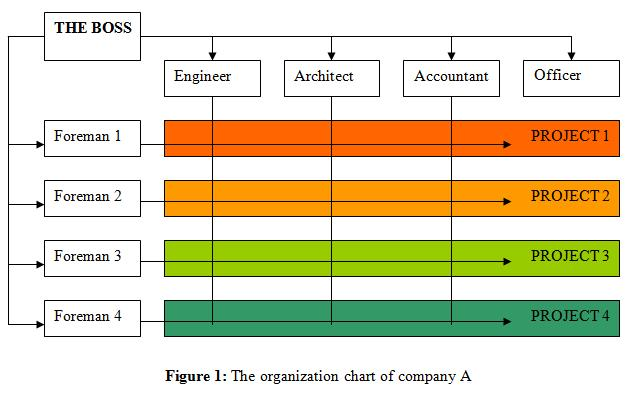 THE BOSS
Engineer
Architect
Accountant
Officer
Foreman 1
PROJECT 1
Foreman 2
PROJECT 2
Foreman 3
PROJECT 3
Foreman 4
PROJECT 4
Figure 1: The organization chart of company A